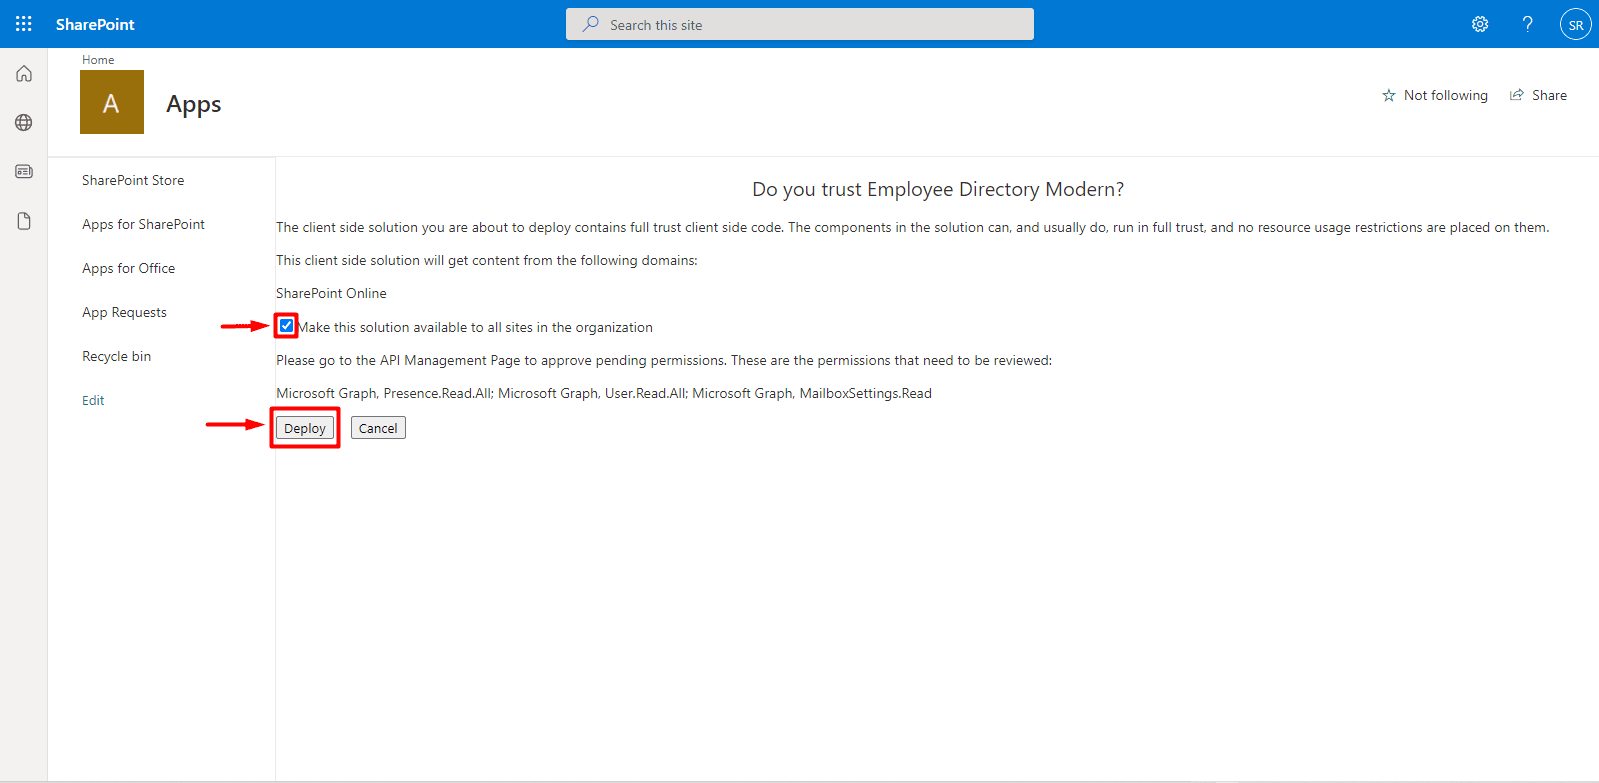 SharePoint
Search this site
?
SR
Home
A
Apps
Not following
Share
SharePoint Store
Apps for SharePoint
Apps for Office
App Requests
Recycle bin
Edit
Do you trust Employee Directory Modern?
The client side solution you are about to deploy contains full trust client side code. The components in the solution can, and usually do, run in full trust, and no resource usage restrictions are placed on them.
This client side solution will get content from the following domains:
SharePoint Online
Make this solution available to all sites in the organization
Please go to the API Management Page to approve pending permissions. These are the permissions that need to be reviewed:
Microsoft Graph, Presence.Read.All; Microsoft Graph, User.Read.All; Microsoft Graph, MailboxSettings.Read
Deploy
Cancel